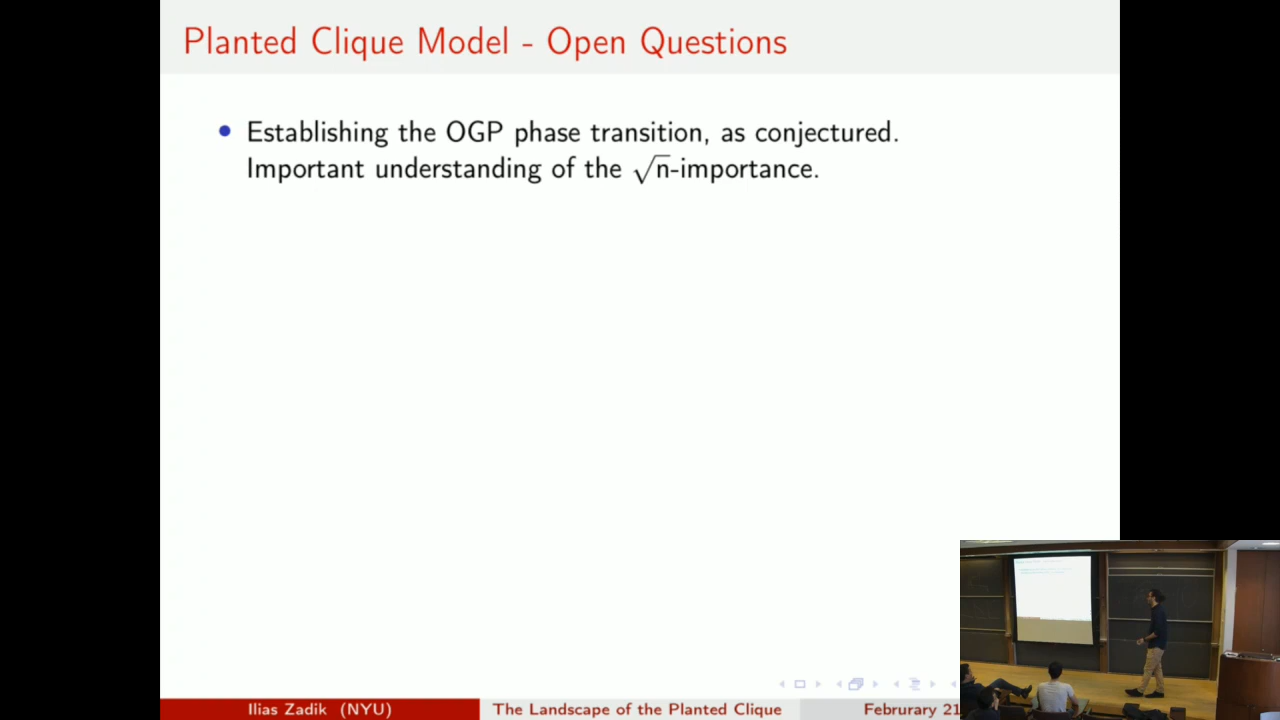 Planted Clique Model - Open Questions
• Establishing the OGP phase transition, as conjectured.
Important understanding of the √n-importance.
Ilias Zadik (NYU)
The Landscape of the Planted Clique
Februrary 21